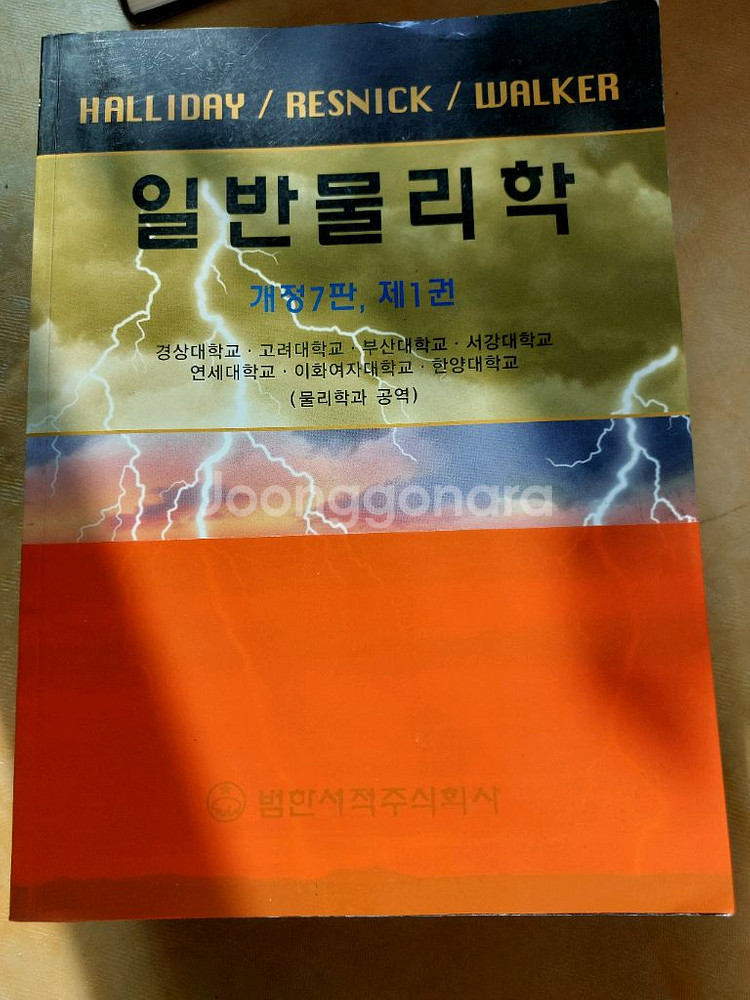 HALLIDAY / RESNICK / WALKER
일반물리학
개정7판, 제1권
경상대학교 · 고려대학교 · 부산대학교 · 서강대학교
연세대학교 · 이화여자대학교 · 한양대학교
(물리학과 공역)
Joonggonara
범한서적주식회사